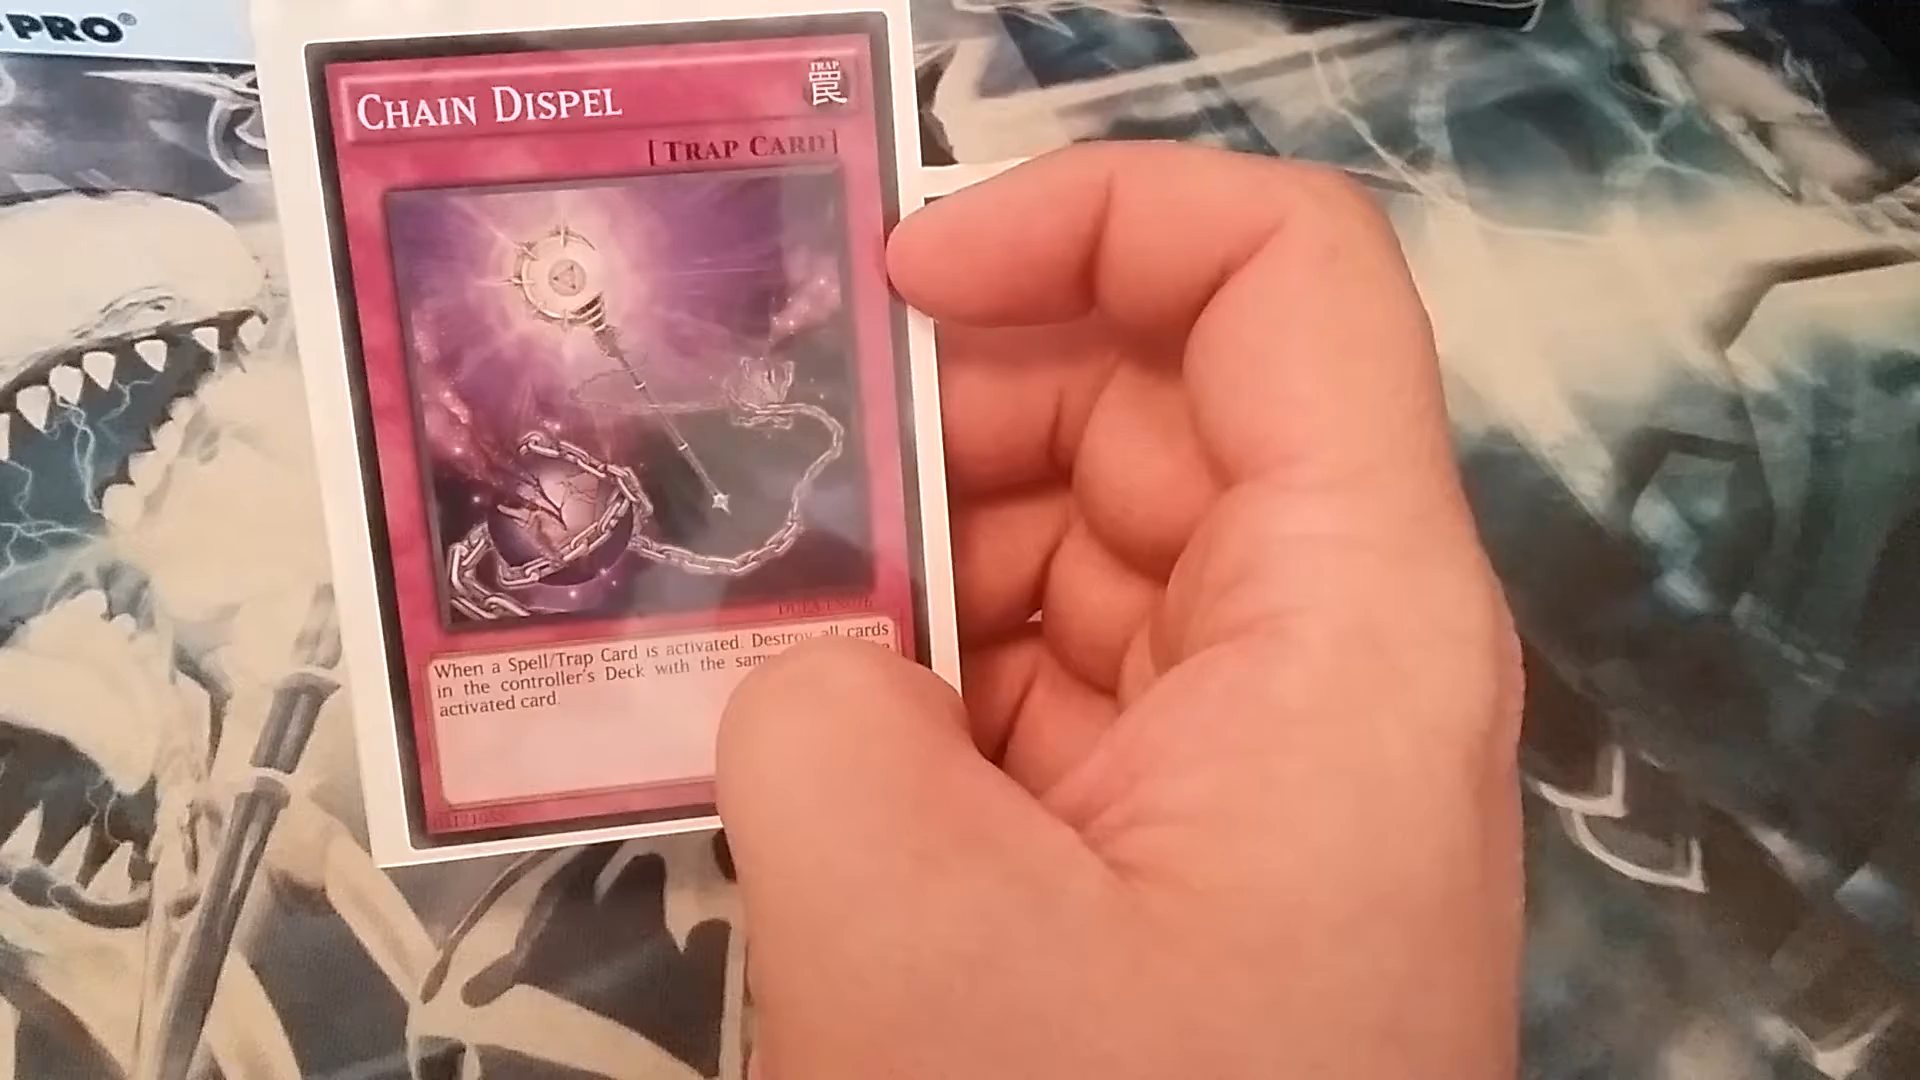 PRO®
CHAIN DISPEL
TRAP
罠
[TRAP CARD]
When a Spell/Trap Card is activated: Destroy all cards
in the controller's Deck with the
activated card.